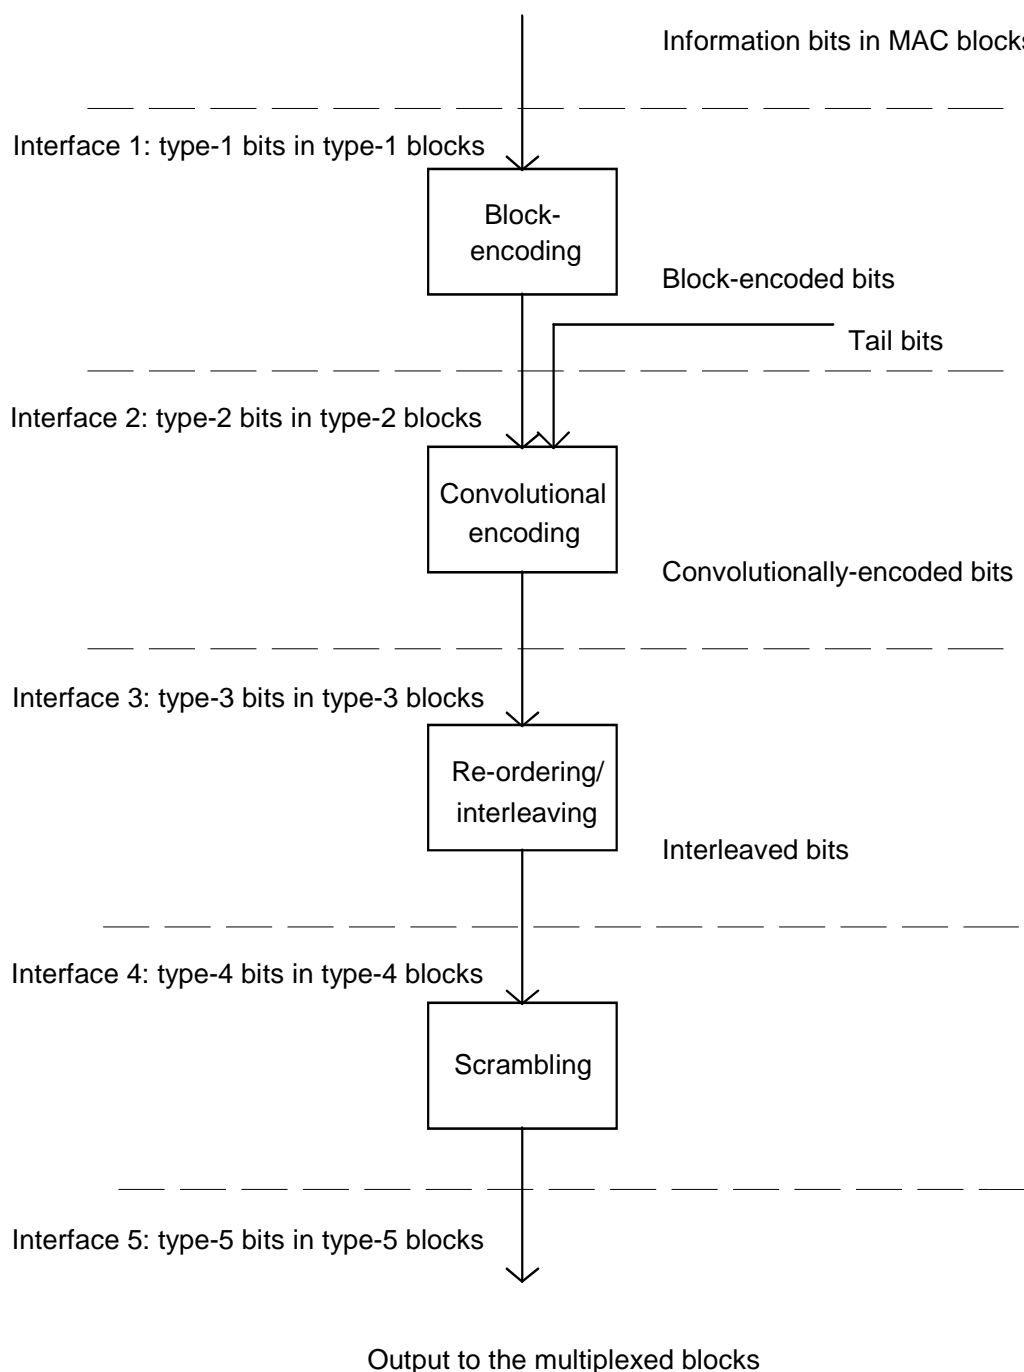 Information bits in MAC blocks
Interface 1: type-1 bits in type-1 blocks
Block-
encoding
Block-encoded bits
Tail bits
Interface 2: type-2 bits in type-2 blocks
Convolutional
encoding
Convolutionally-encoded bits
Interface 3: type-3 bits in type-3 blocks
Re-ordering/
interleaving
Interleaved bits
Interface 4: type-4 bits in type-4 blocks
Scrambling
Interface 5: type-5 bits in type-5 blocks
Output to the multiplexed blocks